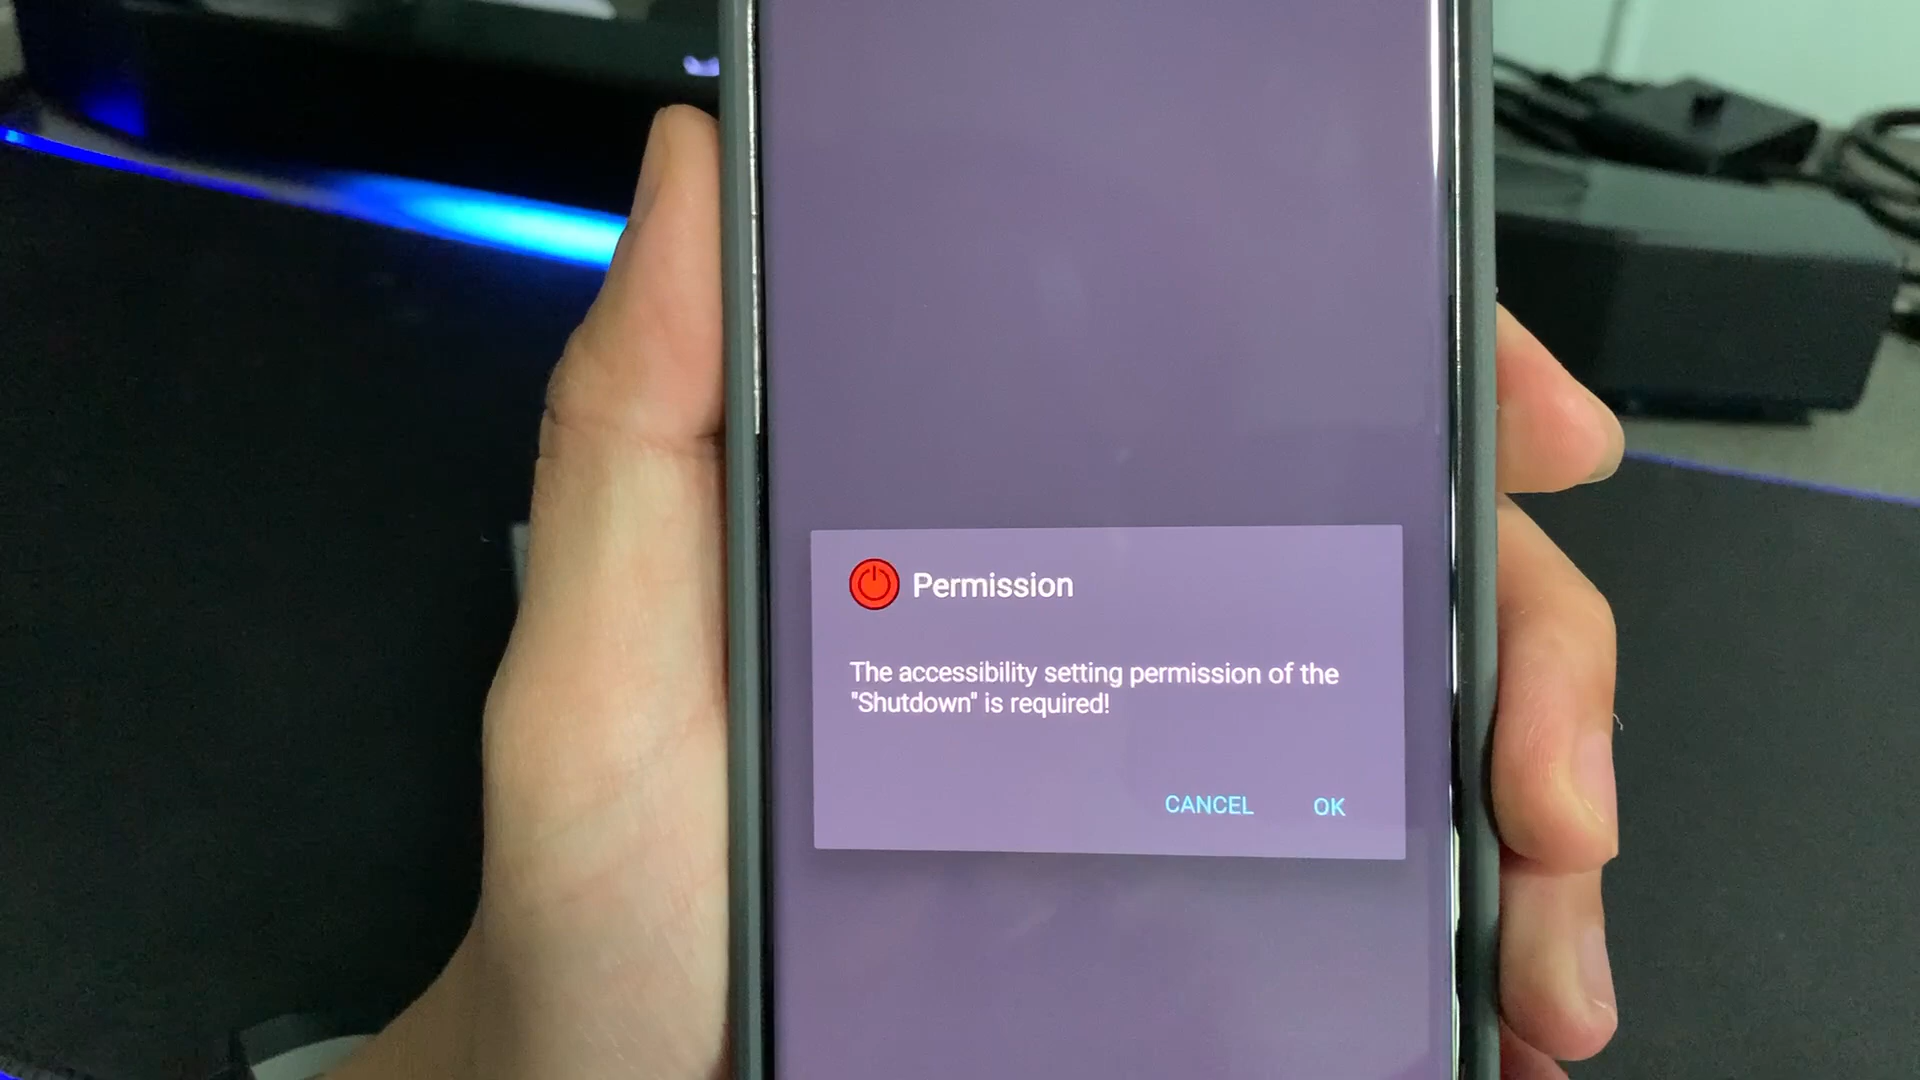 Permission
The accessibility setting permission of the
"Shutdown" is required!
CANCEL OK